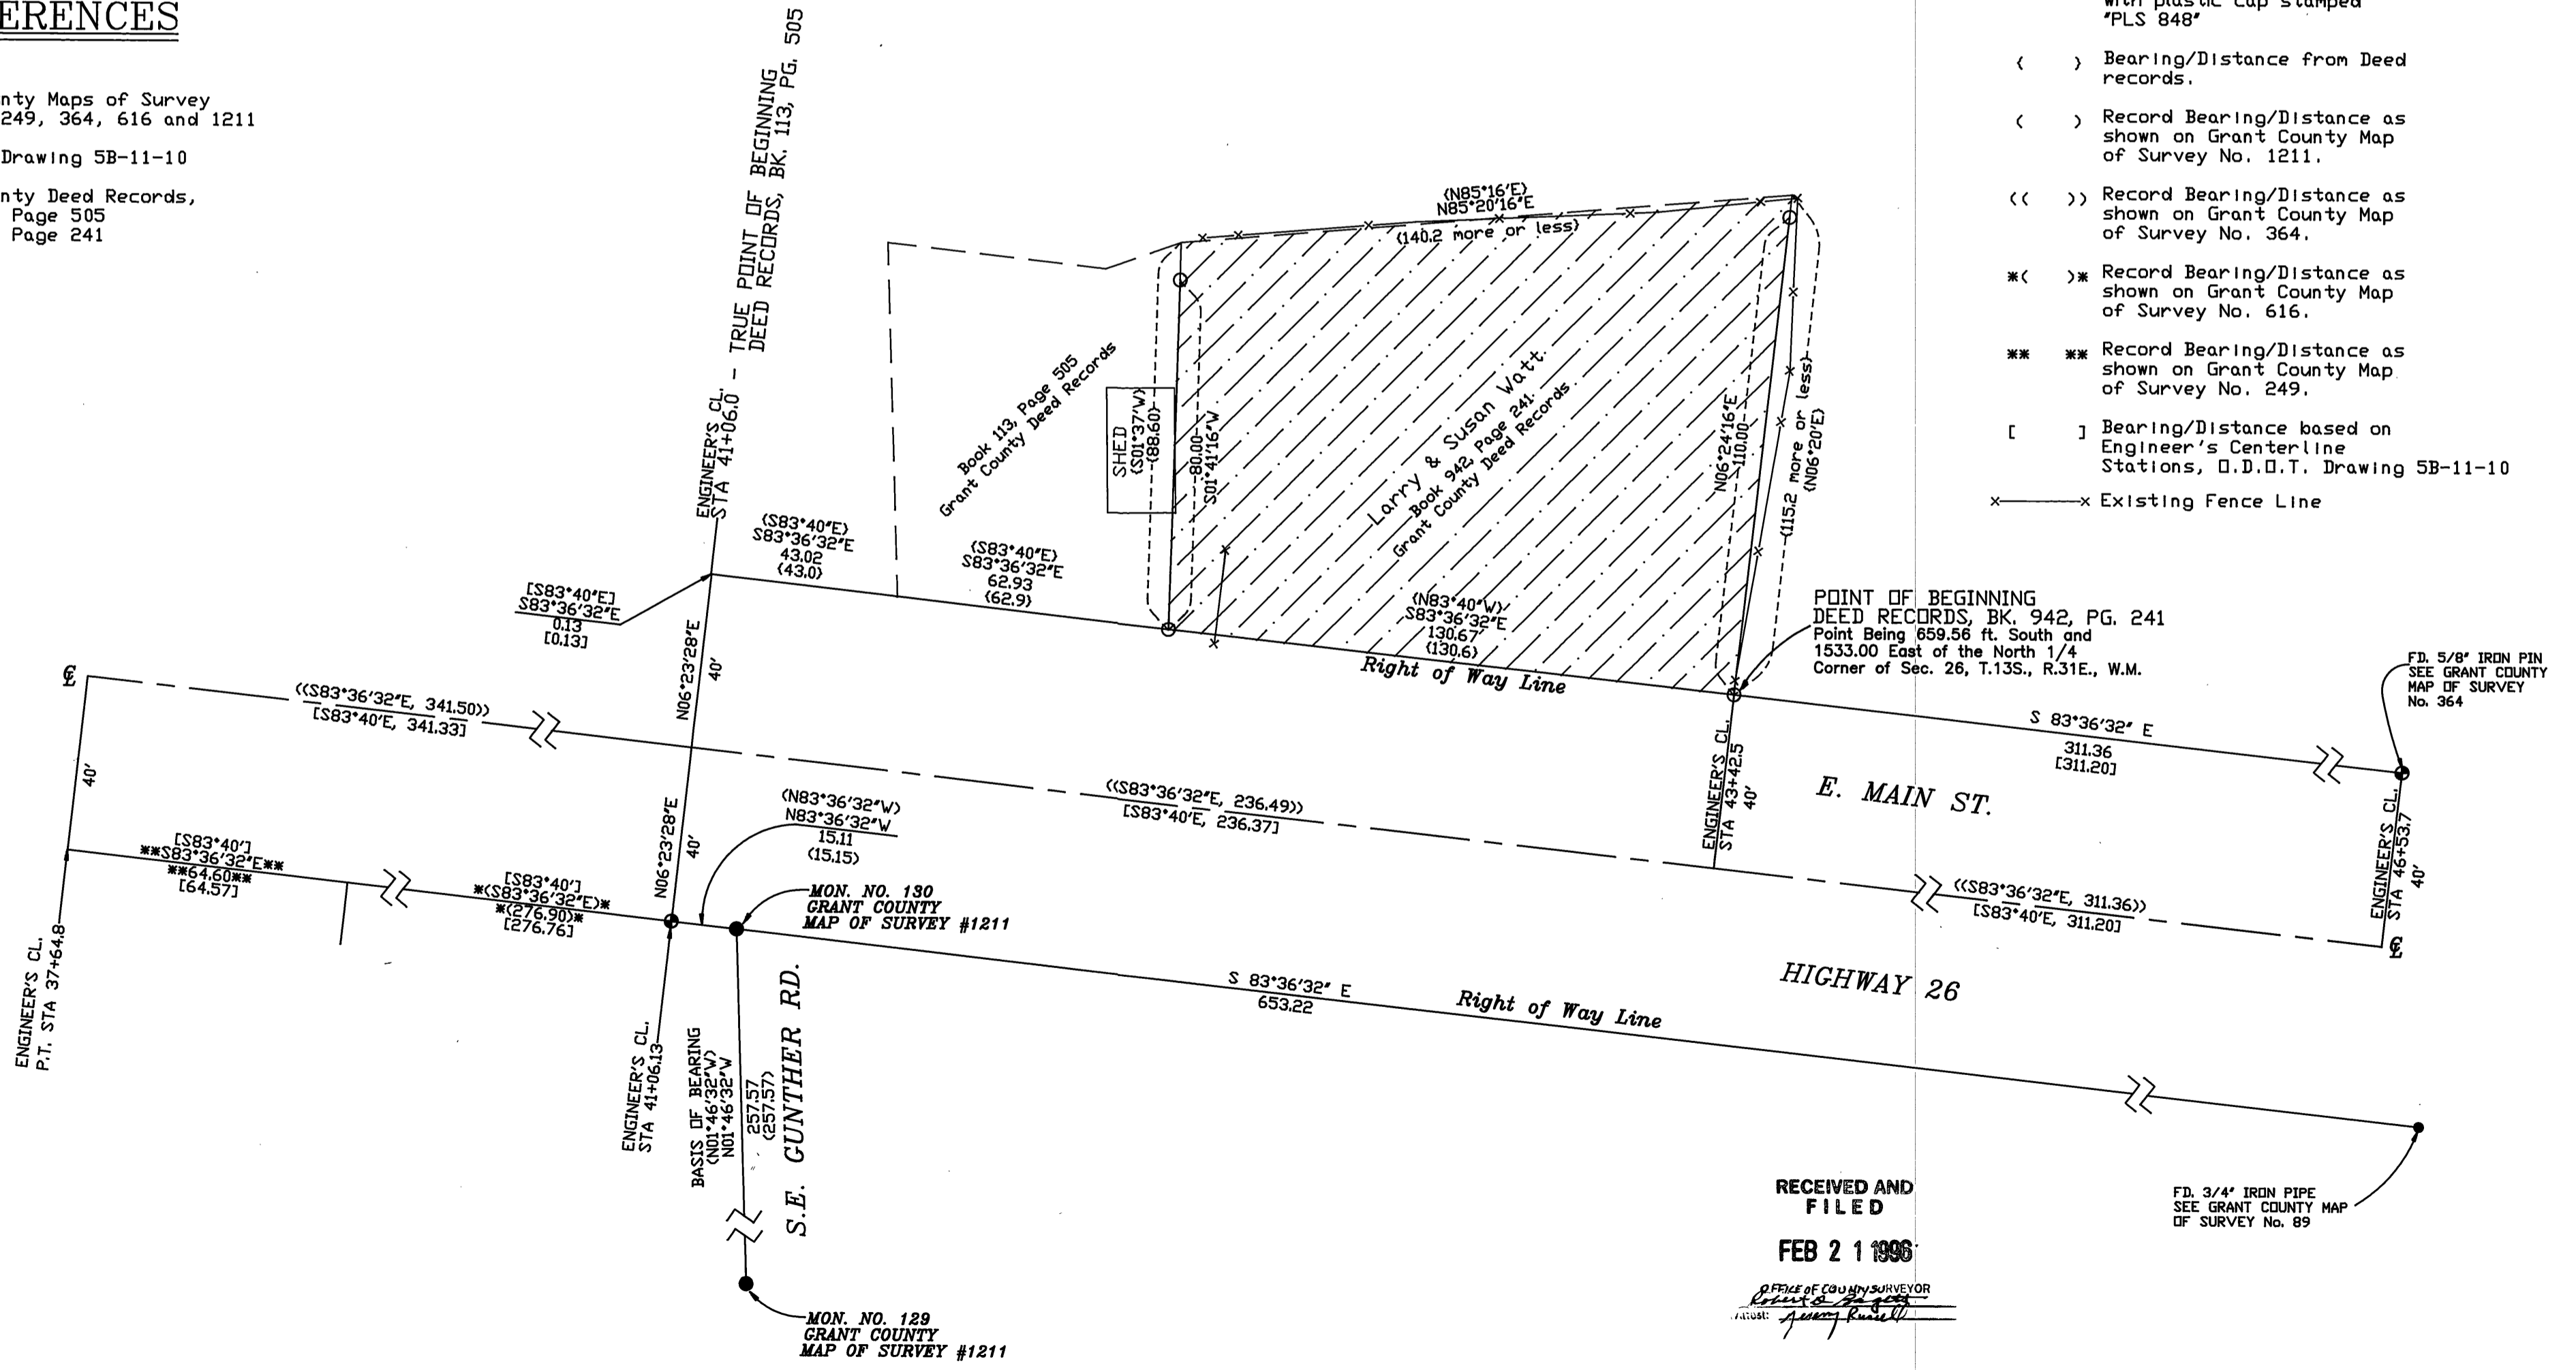 ERENCES
nty Maps of Survey
249, 364, 616 and 1211
Drawing 5B-11-10
nty Deed Records,
Page 505
Page 241
ENGINEER'S CL.
STA 41+06.0 - TRUE POINT OF BEGINNING
DEED RECORDS, BK. 113, PG. 505
with plastic cap stamped
"PLS 848"
{ } Bearing/Distance from Deed
records.
( ) Record Bearing/Distance as
shown on Grant County Map
of Survey No. 1211.
(( )) Record Bearing/Distance as
shown on Grant County Map
of Survey No. 364.
*( )* Record Bearing/Distance as
shown on Grant County Map
of Survey No. 616.
** ** Record Bearing/Distance as
shown on Grant County Map
of Survey No. 249.
[ ] Bearing/Distance based on
Engineer's Centerline
Stations, O.D.O.T. Drawing 5B-11-10
x———x Existing Fence Line
{N85°16'E}
N85°20'16"E
{140.2 more or less}
Book 113, Page 505
Grant County Deed Records
SHED
{S01°37'W}
{88.60}
80.00
S01°41'16"W
Larry & Susan Watt
Book 942, Page 241
Grant County Deed Records
N06°24'16"E
110.00
{115.2 more or less}
{N06°20'E}
[S83°40'E]
S83°36'32"E
0.13
[0.13]
{S83°40'E}
S83°36'32"E
43.02
{43.0}
{S83°40'E}
S83°36'32"E
62.93
{62.9}
{N83°40'W}
S83°36'32"E
130.67
{130.6}
Right of Way Line
POINT OF BEGINNING
DEED RECORDS, BK. 942, PG. 241
Point Being 659.56 ft. South and
1533.00 East of the North 1/4
Corner of Sec. 26, T.13S., R.31E., W.M.
FD. 5/8" IRON PIN
SEE GRANT COUNTY
MAP OF SURVEY
No. 364
S 83°36'32" E
311.36
[311.20]
N06°23'28"E
40'
℄
((S83°36'32"E, 341.50))
[S83°40'E, 341.33]
40'
((S83°36'32"E, 236.49))
[S83°40'E, 236.37]
ENGINEER'S CL.
STA 43+42.5
40'
E. MAIN ST.
ENGINEER'S CL.
STA 46+53.7
40'
((S83°36'32"E, 311.36))
[S83°40'E, 311.20]
℄
N06°23'28"E
40'
(N83°36'32"W)
N83°36'32"W
15.11
(15.15)
[S83°40']
**S83°36'32"E**
**64.60**
[64.57]
[S83°40']
*(S83°36'32"E)*
*(276.90)*
[276.76]
MON. NO. 130
GRANT COUNTY
MAP OF SURVEY #1211
HIGHWAY 26
S 83°36'32" E
653.22
Right of Way Line
ENGINEER'S CL.
P.T. STA 37+64.8
ENGINEER'S CL.
STA 41+06.13
BASIS OF BEARING
(N01°46'32"W)
N01°46'32"W
257.57
(257.57)
S.E. GUNTHER RD.
FD. 3/4" IRON PIPE
SEE GRANT COUNTY MAP
OF SURVEY No. 89
RECEIVED AND
FILED
FEB 21 1996
OFFICE OF COUNTY SURVEYOR
MON. NO. 129
GRANT COUNTY
MAP OF SURVEY #1211